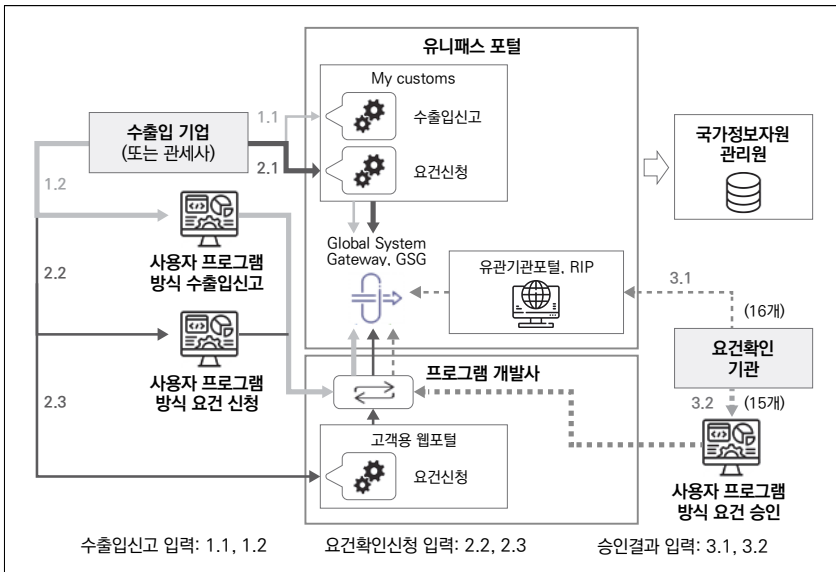 유니패스 포털
My customs
1.1
수출입신고
수출입 기업
(또는 관세사)
2.1
요건신청
국가정보자원
관리원
1.2
사용자 프로그램
방식 수출입신고
Global System
Gateway, GSG
유관기관포털, RIP
3.1
(16개)
2.2
요건확인
기관
사용자 프로그램
방식 요건 신청
프로그램 개발사
3.2
(15개)
2.3
고객용 웹포털
요건신청
사용자 프로그램
방식 요건 승인
수출입신고 입력: 1.1, 1.2
요건확인신청 입력: 2.2, 2.3
승인결과 입력: 3.1, 3.2